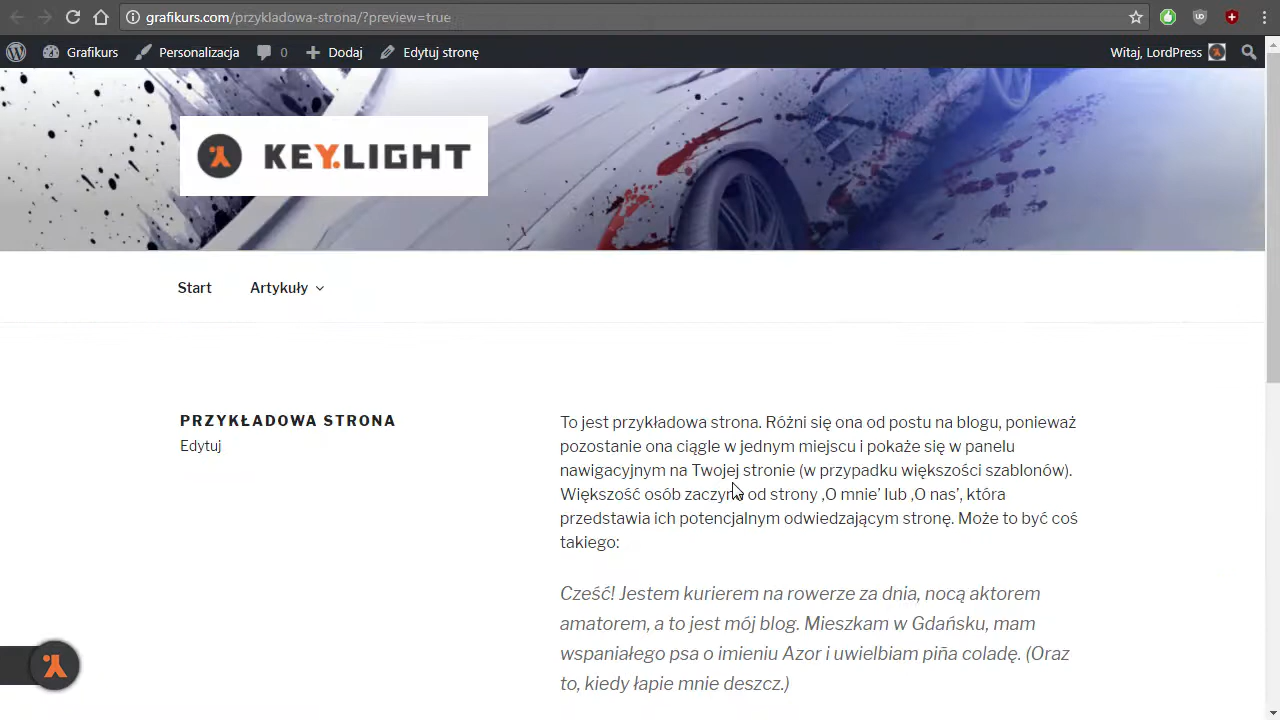 grafikurs.com/przykladowa-strona/?preview=true
Grafikurs Personalizacja 0 Dodaj Edytuj stronę Witaj, LordPress
KEY.LIGHT
Start Artykuły
PRZYKŁADOWA STRONA
Edytuj
To jest przykładowa strona. Różni się ona od postu na blogu, ponieważ
pozostanie ona ciągle w jednym miejscu i pokaże się w panelu
nawigacyjnym na Twojej stronie (w przypadku większości szablonów).
Większość osób zaczyna od strony ‚O mnie’ lub ‚O nas’, która
przedstawia ich potencjalnym odwiedzającym stronę. Może to być coś
takiego:
Cześć! Jestem kurierem na rowerze za dnia, nocą aktorem
amatorem, a to jest mój blog. Mieszkam w Gdańsku, mam
wspaniałego psa o imieniu Azor i uwielbiam piña coladę. (Oraz
to, kiedy łapie mnie deszcz.)